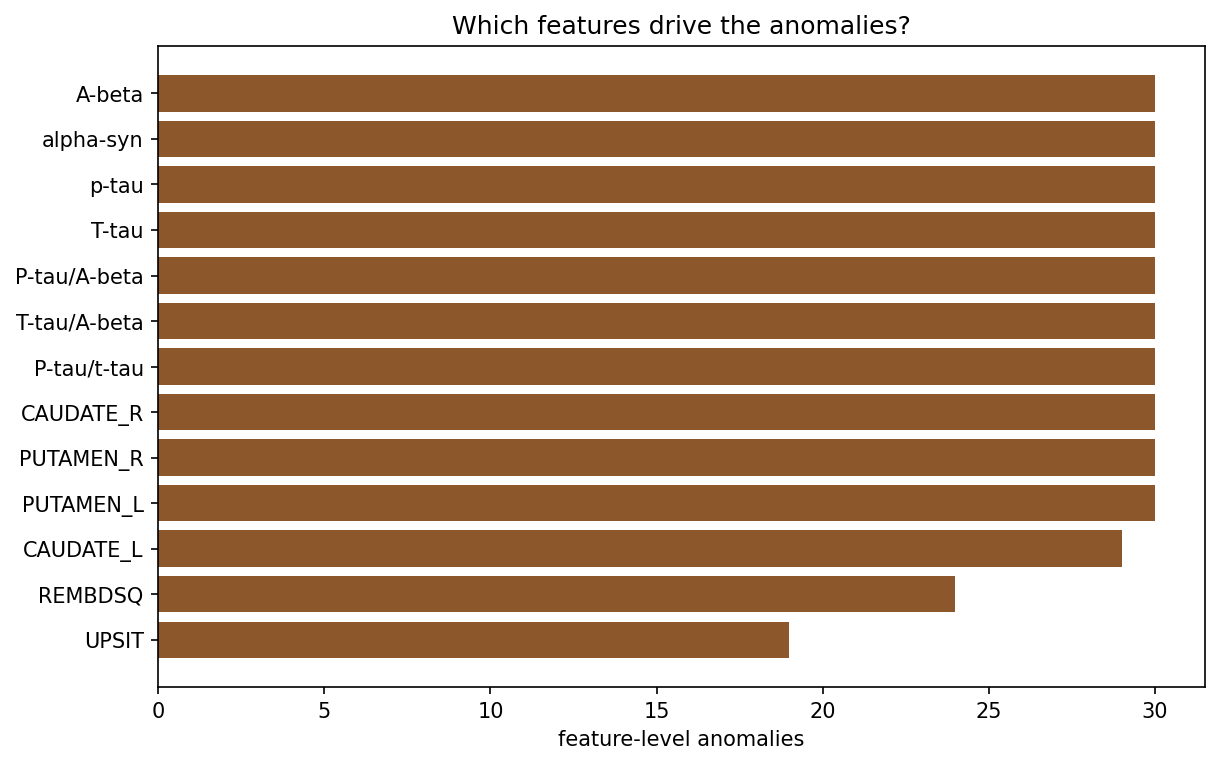 Which features drive the anomalies?
A-beta
alpha-syn
p-tau
T-tau
P-tau/A-beta
T-tau/A-beta
P-tau/t-tau
CAUDATE_R
PUTAMEN_R
PUTAMEN_L
CAUDATE_L
REMBDSQ
UPSIT
0 5 10 15 20 25 30
feature-level anomalies